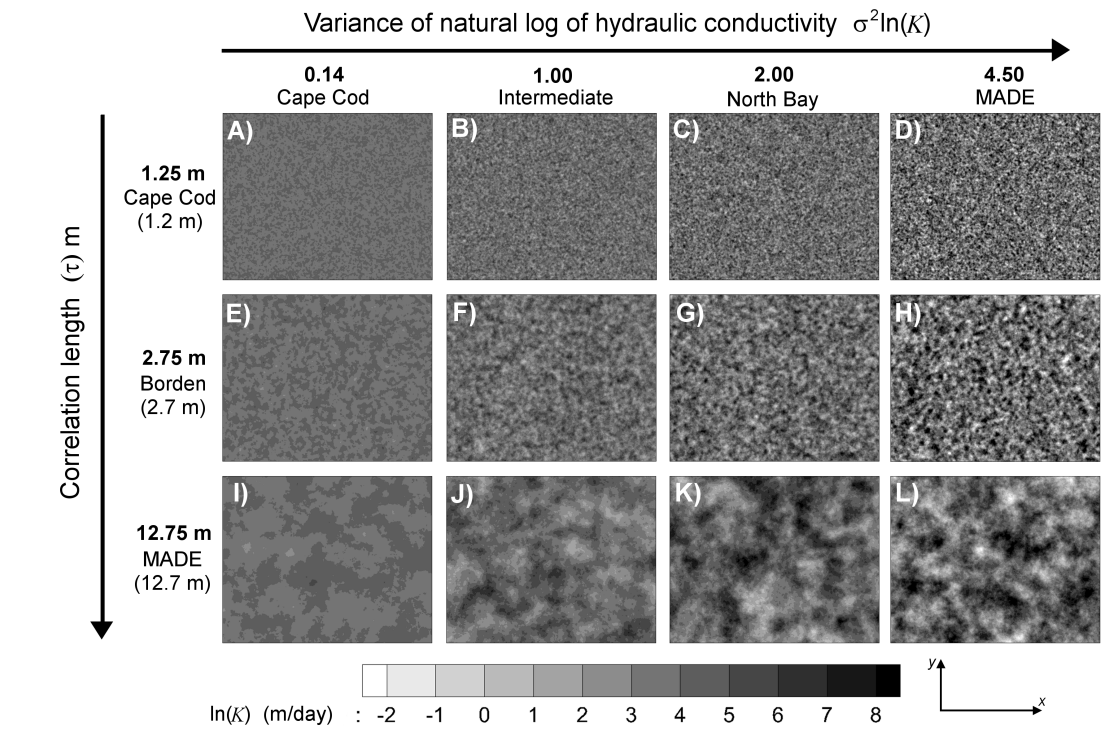 Variance of natural log of hydraulic conductivity σ²ln(K)
0.14 1.00 2.00 4.50
Cape Cod Intermediate North Bay MADE
Correlation length (τ) m
1.25 m
Cape Cod
(1.2 m)
A) B) C) D)
2.75 m
Borden
(2.7 m)
E) F) G) H)
12.75 m
MADE
(12.7 m)
I) J) K) L)
ln(K) (m/day) : -2 -1 0 1 2 3 4 5 6 7 8
y
x